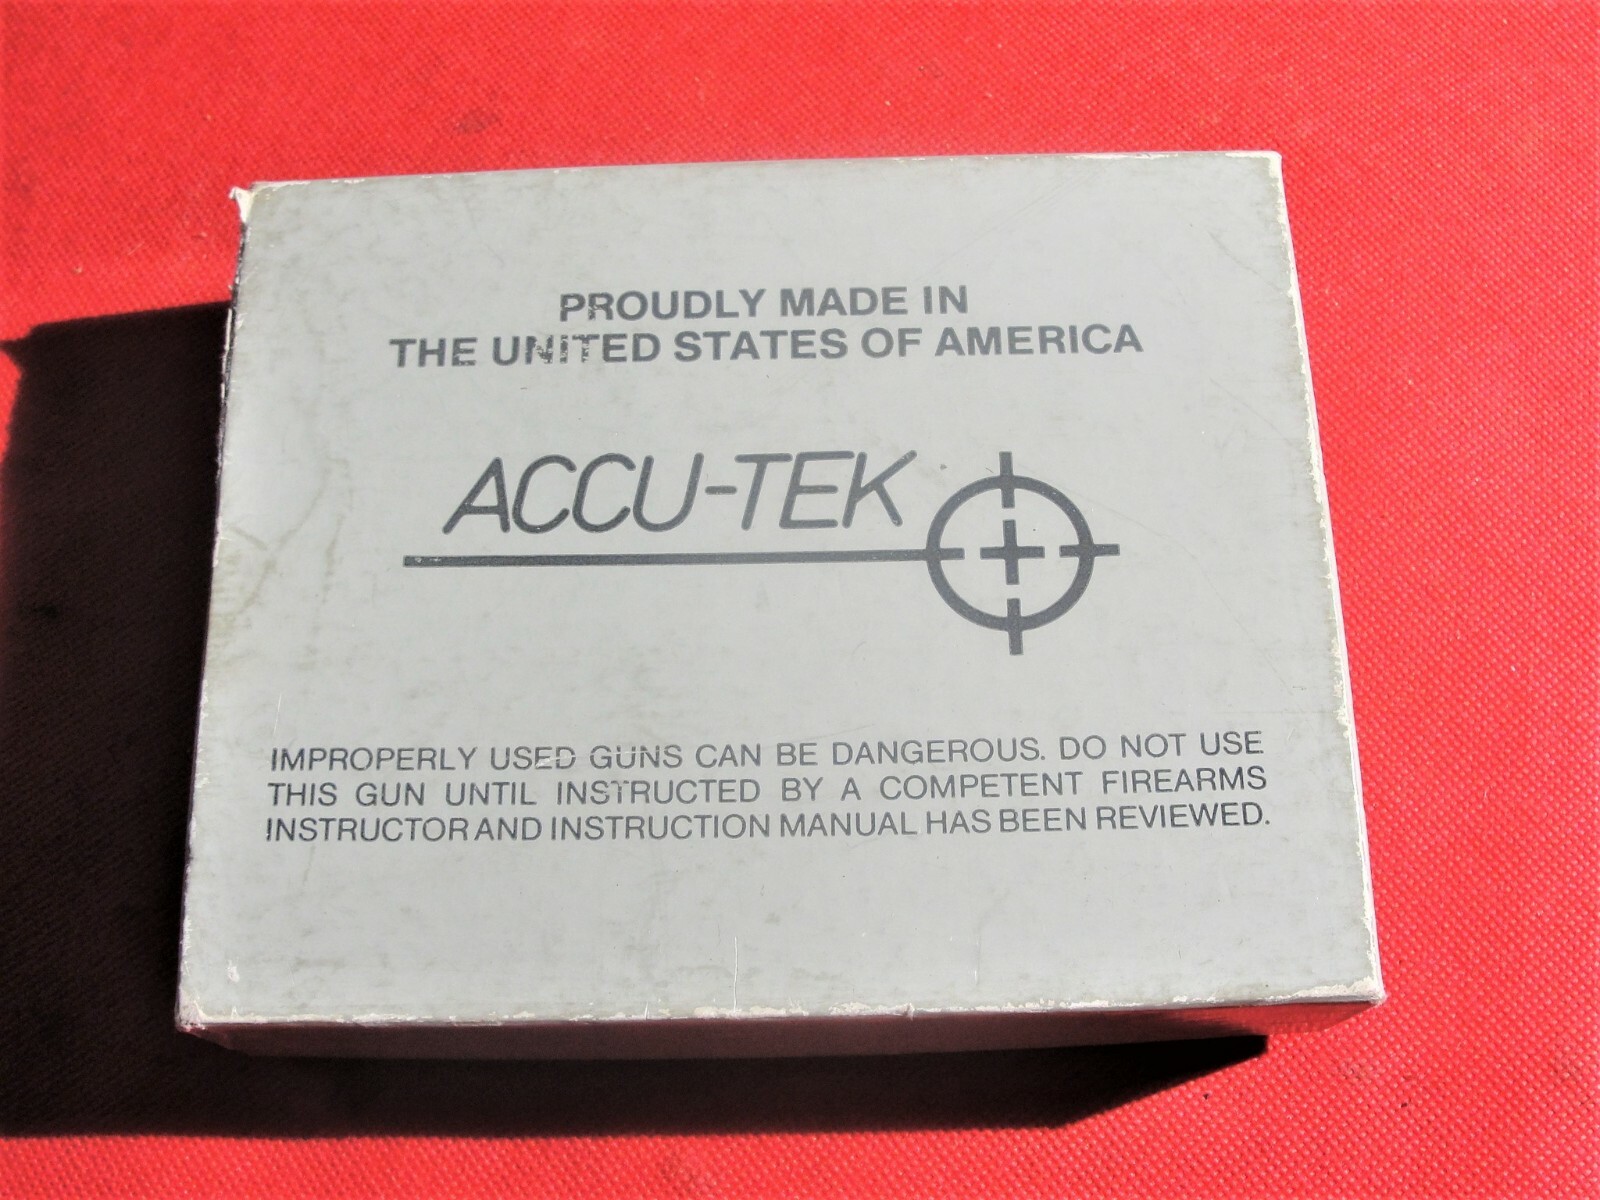 PROUDLY MADE IN
THE UNITED STATES OF AMERICA
ACCU-TEK
IMPROPERLY USED GUNS CAN BE DANGEROUS. DO NOT USE
THIS GUN UNTIL INSTRUCTED BY A COMPETENT FIREARMS
INSTRUCTOR AND INSTRUCTION MANUAL HAS BEEN REVIEWED.